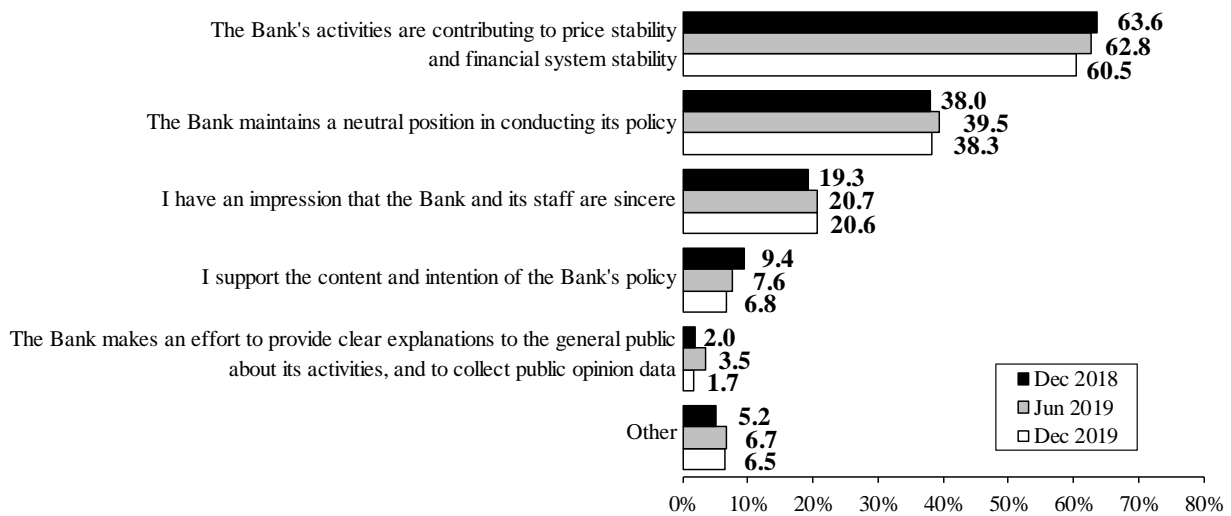 The Bank's activities are contributing to price stability
and financial system stability
63.6
62.8
60.5
The Bank maintains a neutral position in conducting its policy
38.0
39.5
38.3
I have an impression that the Bank and its staff are sincere
19.3
20.7
20.6
I support the content and intention of the Bank's policy
9.4
7.6
6.8
The Bank makes an effort to provide clear explanations to the general public
about its activities, and to collect public opinion data
2.0
3.5
1.7
Other
5.2
6.7
6.5
Dec 2018
Jun 2019
Dec 2019
0% 10% 20% 30% 40% 50% 60% 70% 80%